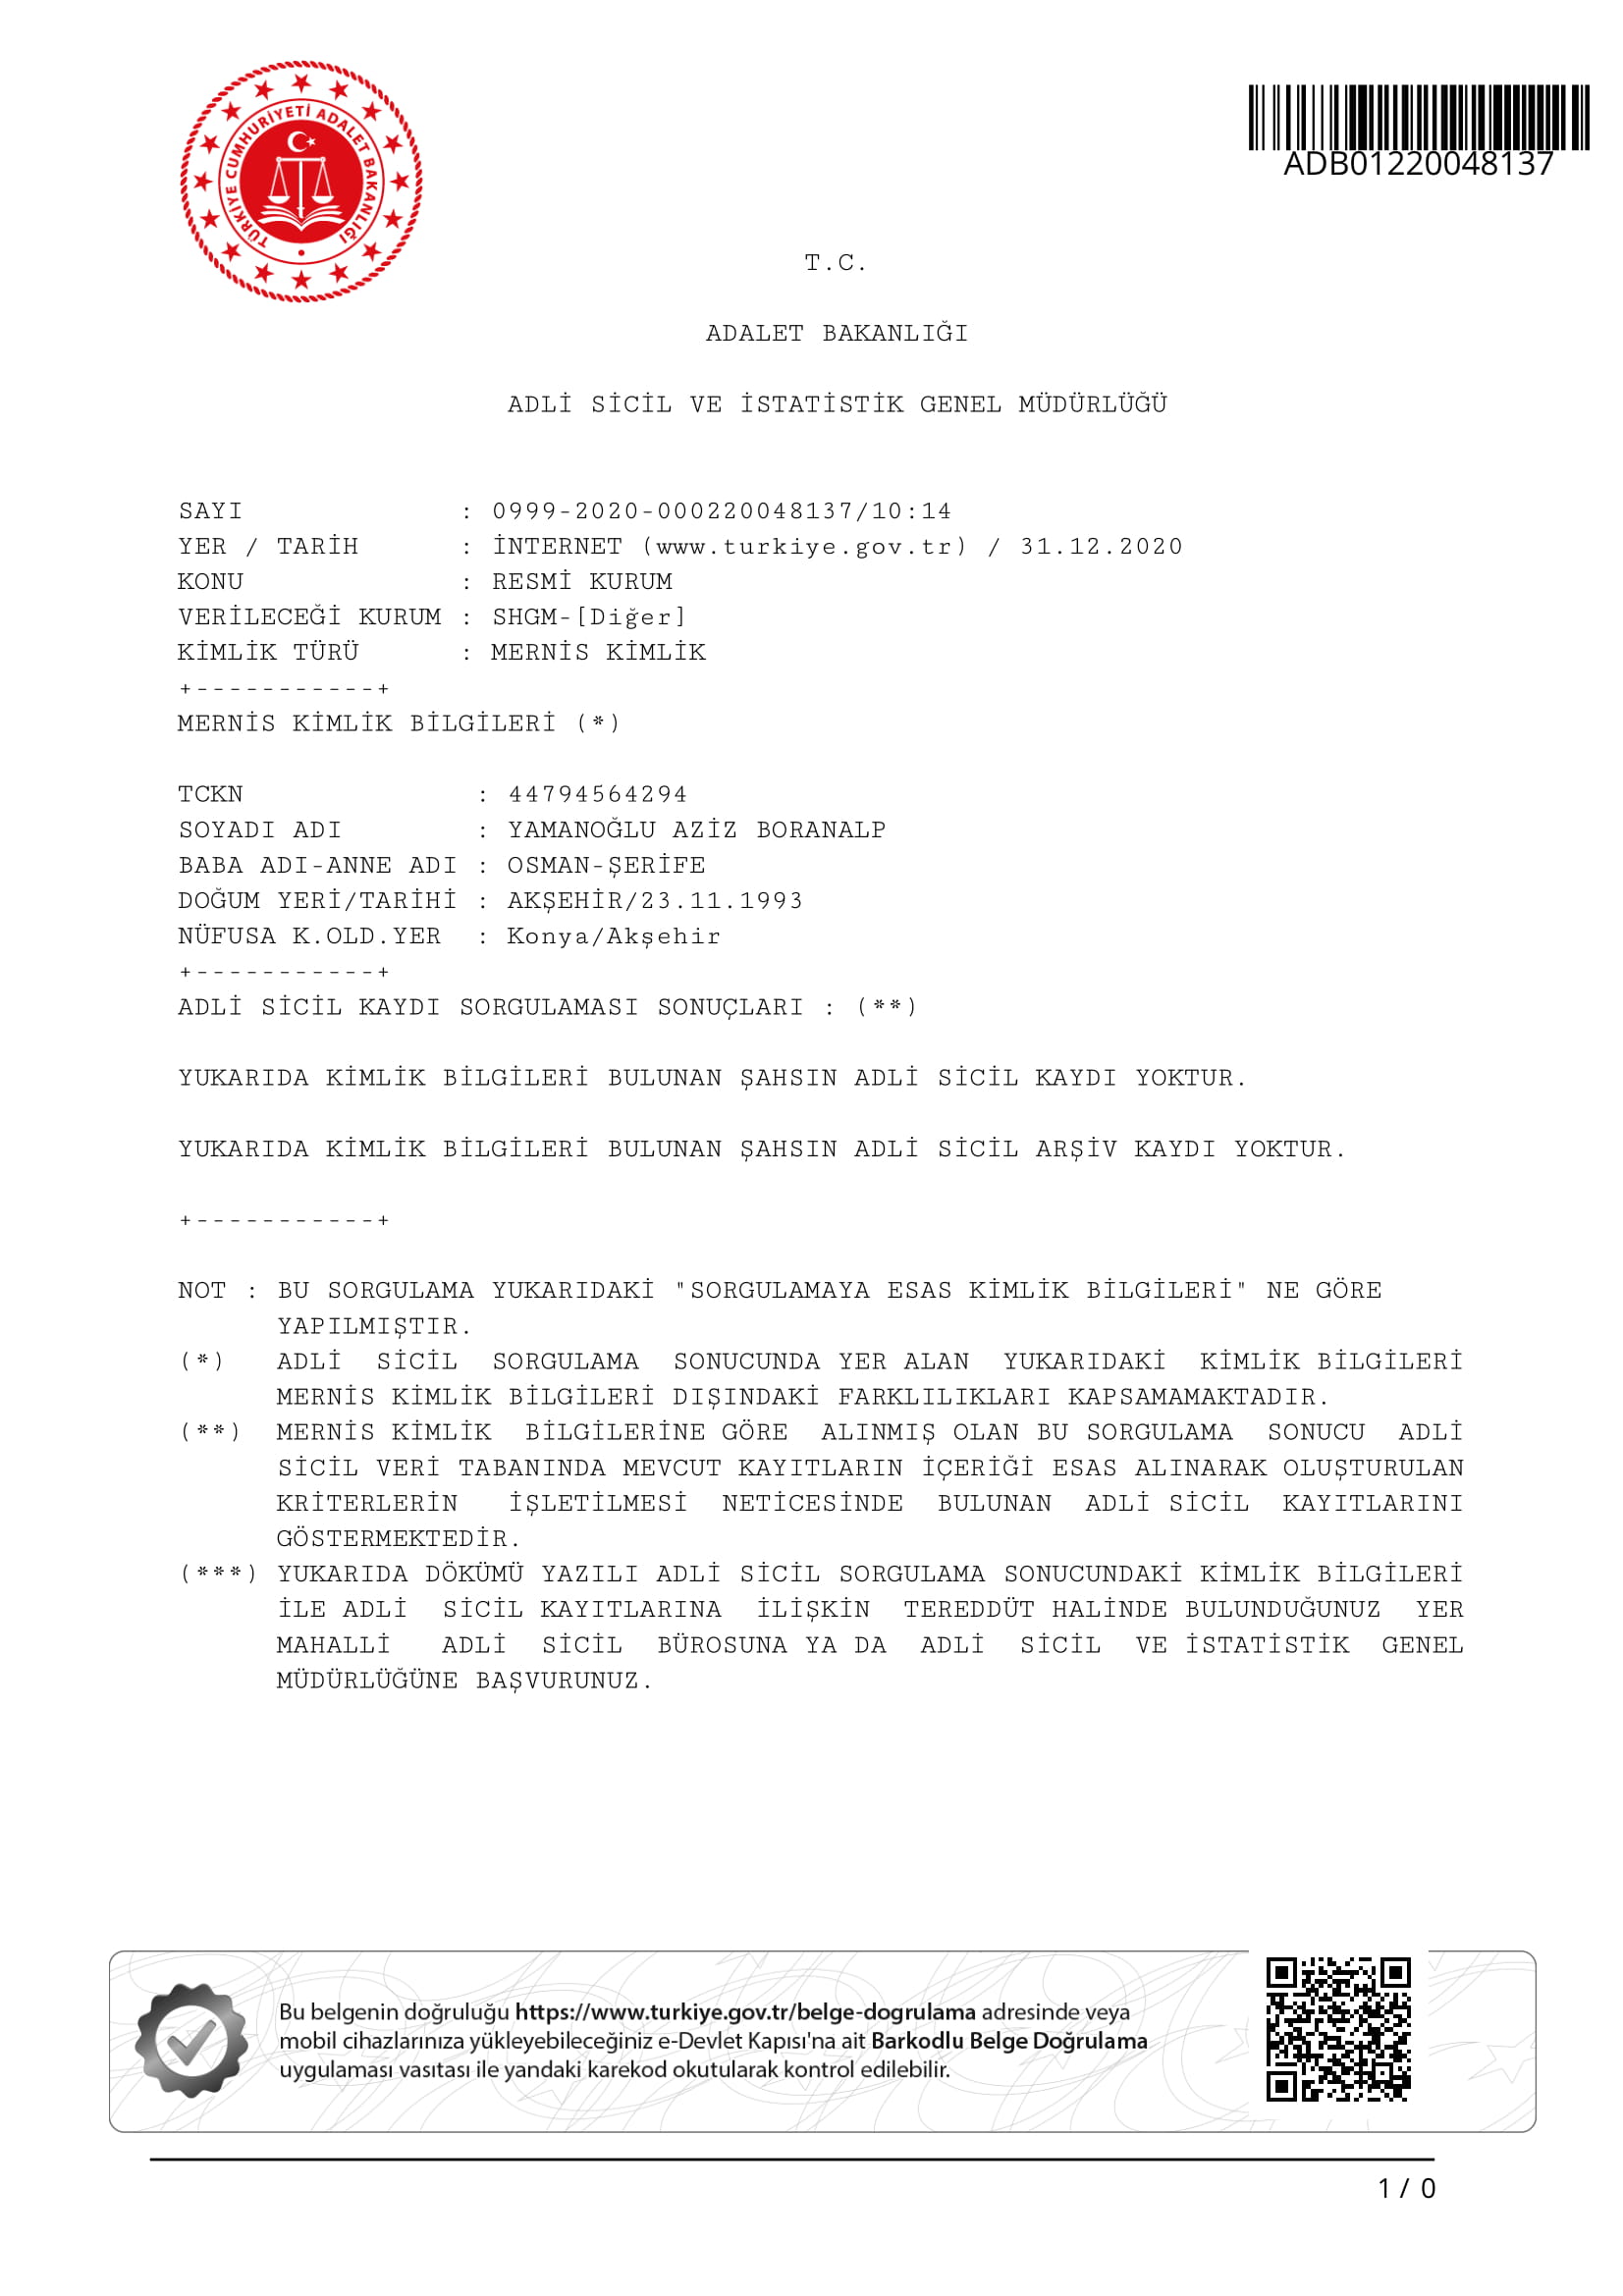 TÜRKİYE CUMHURİYETİ ADALET BAKANLIĞI
ADB01220048137
T.C.
ADALET BAKANLIĞI
ADLİ SİCİL VE İSTATİSTİK GENEL MÜDÜRLÜĞÜ
SAYI : 0999-2020-000220048137/10:14
YER / TARİH : İNTERNET (www.turkiye.gov.tr) / 31.12.2020
KONU : RESMİ KURUM
VERİLECEĞİ KURUM : SHGM-[Diğer]
KİMLİK TÜRÜ : MERNİS KİMLİK
+-----------+
MERNİS KİMLİK BİLGİLERİ (*)
TCKN : 44794564294
SOYADI ADI : YAMANOĞLU AZİZ BORANALP
BABA ADI-ANNE ADI : OSMAN-ŞERİFE
DOĞUM YERİ/TARİHİ : AKŞEHİR/23.11.1993
NÜFUSA K.OLD.YER : Konya/Akşehir
+-----------+
ADLİ SİCİL KAYDI SORGULAMASI SONUÇLARI : (**)
YUKARIDA KİMLİK BİLGİLERİ BULUNAN ŞAHSIN ADLİ SİCİL KAYDI YOKTUR.
YUKARIDA KİMLİK BİLGİLERİ BULUNAN ŞAHSIN ADLİ SİCİL ARŞİV KAYDI YOKTUR.
+-----------+
NOT : BU SORGULAMA YUKARIDAKİ "SORGULAMAYA ESAS KİMLİK BİLGİLERİ" NE GÖRE
YAPILMIŞTIR.
(*) ADLİ SİCİL SORGULAMA SONUCUNDA YER ALAN YUKARIDAKİ KİMLİK BİLGİLERİ
MERNİS KİMLİK BİLGİLERİ DIŞINDAKİ FARKLILIKLARI KAPSAMAMAKTADIR.
(**) MERNİS KİMLİK BİLGİLERİNE GÖRE ALINMIŞ OLAN BU SORGULAMA SONUCU ADLİ
SİCİL VERİ TABANINDA MEVCUT KAYITLARIN İÇERİĞİ ESAS ALINARAK OLUŞTURULAN
KRİTERLERİN İŞLETİLMESİ NETİCESİNDE BULUNAN ADLİ SİCİL KAYITLARINI
GÖSTERMEKTEDİR.
(***) YUKARIDA DÖKÜMÜ YAZILI ADLİ SİCİL SORGULAMA SONUCUNDAKİ KİMLİK BİLGİLERİ
İLE ADLİ SİCİL KAYITLARINA İLİŞKİN TEREDDÜT HALİNDE BULUNDUĞUNUZ YER
MAHALLİ ADLİ SİCİL BÜROSUNA YA DA ADLİ SİCİL VE İSTATİSTİK GENEL
MÜDÜRLÜĞÜNE BAŞVURUNUZ.
Bu belgenin doğruluğu https://www.turkiye.gov.tr/belge-dogrulama adresinde veya
mobil cihazlarınıza yükleyebileceğiniz e-Devlet Kapısı'na ait Barkodlu Belge Doğrulama
uygulaması vasıtası ile yandaki karekod okutularak kontrol edilebilir.
1 / 0